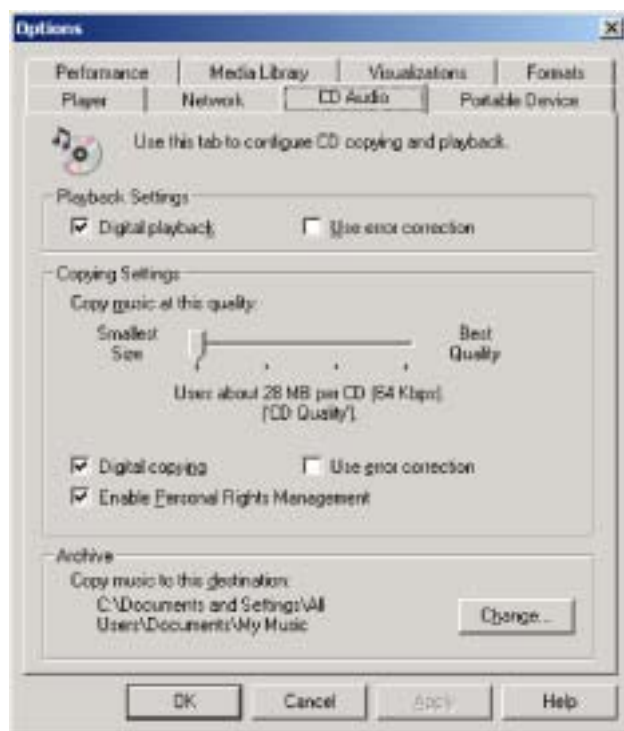 Options
Performance Media Library Visualizations Formats
Player Network CD Audio Portable Device
Use this tab to configure CD copying and playback.
Playback Settings
Digital playback Use error correction
Copying Settings
Copy music at this quality:
Smallest Size
Best Quality
Uses about 28 MB per CD (64 Kbps).
('CD Quality').
Digital copying Use error correction
Enable Personal Rights Management
Archive
Copy music to this destination:
C:\Documents and Settings\All
Users\Documents\My Music
Change...
OK Cancel Apply Help